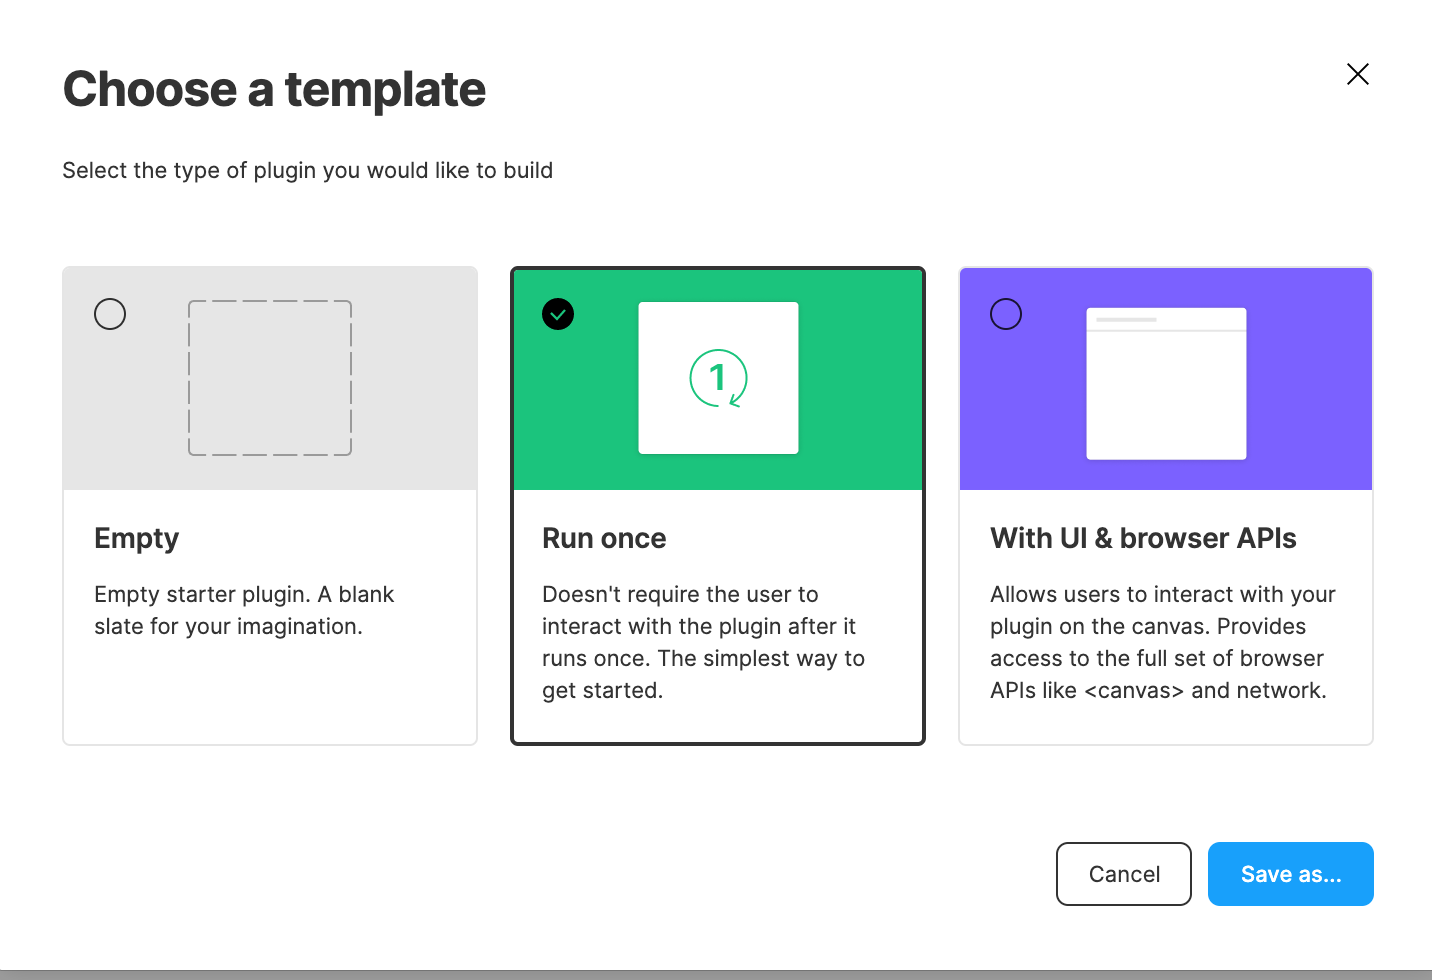 Choose a template
Select the type of plugin you would like to build
1
Empty
Empty starter plugin. A blank
slate for your imagination.
Run once
Doesn't require the user to
interact with the plugin after it
runs once. The simplest way to
get started.
With UI & browser APIs
Allows users to interact with your
plugin on the canvas. Provides
access to the full set of browser
APIs like <canvas> and network.
Cancel
Save as...